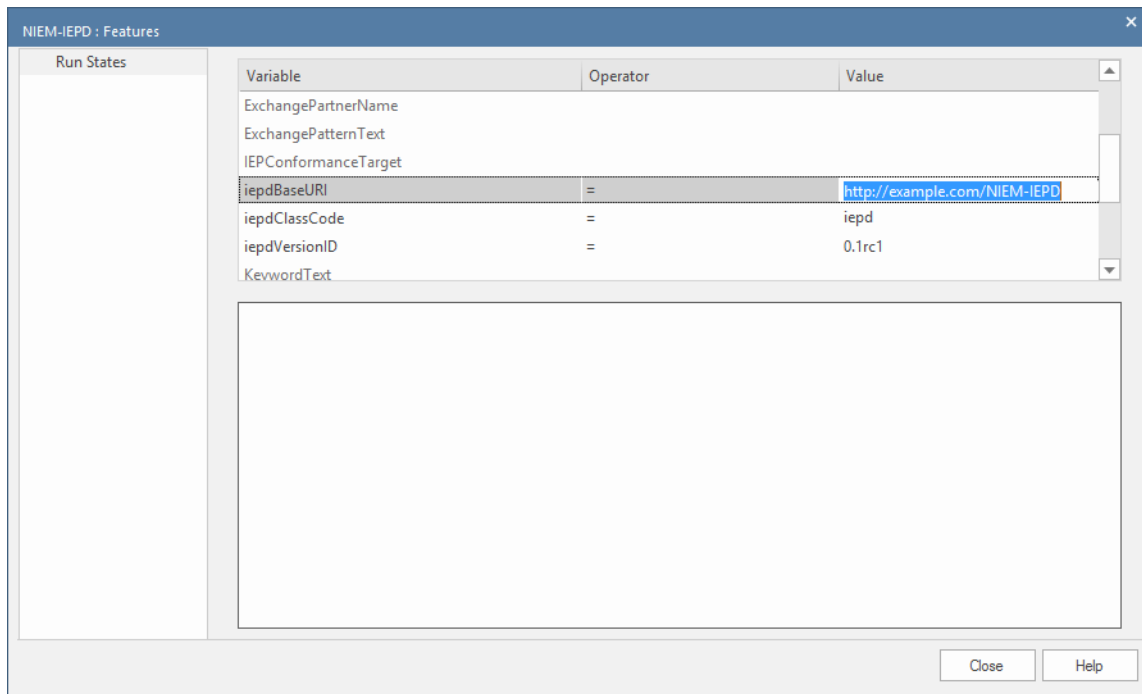 NIEM-IEPD : Features
Run States
Variable Operator Value
ExchangePartnerName
ExchangePatternText
IEPConformanceTarget
iepdBaseURI = http://example.com/NIEM-IEPD
iepdClassCode = iepd
iepdVersionID = 0.1rc1
KeywordText
Close Help